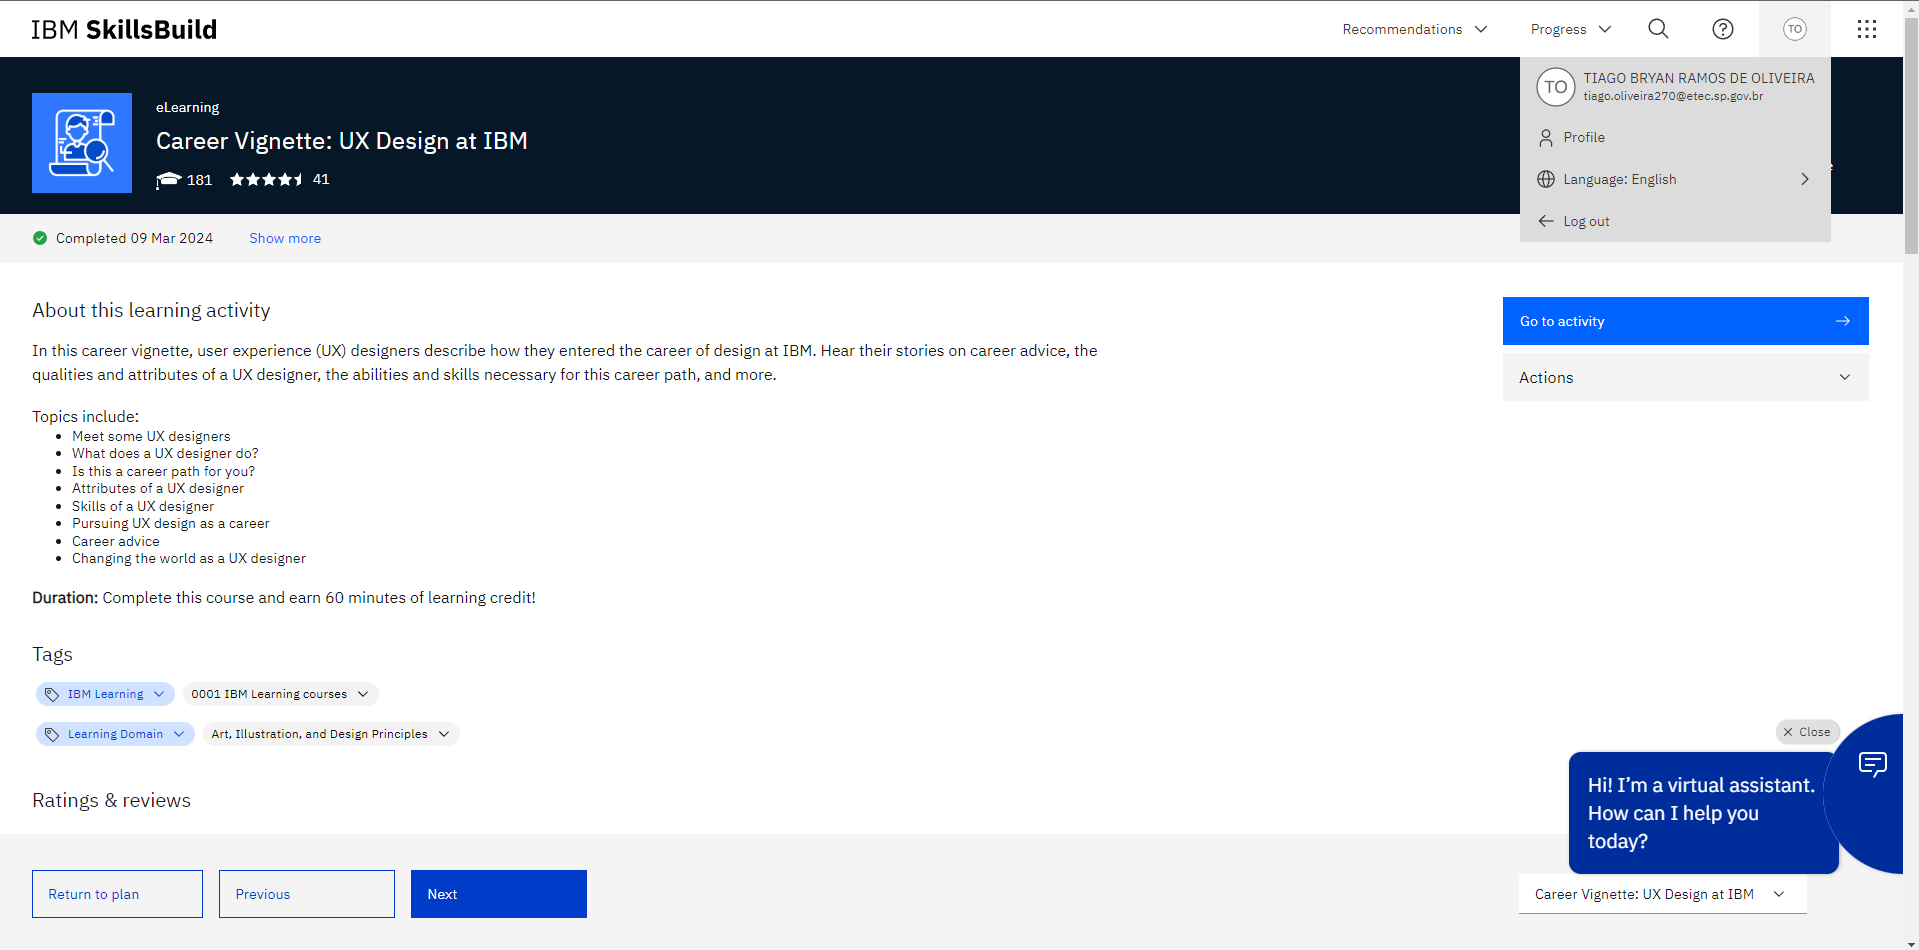 IBM SkillsBuild
Recommendations
Progress
TO
TO
TIAGO BRYAN RAMOS DE OLIVEIRA
tiago.oliveira270@etec.sp.gov.br
Profile
Language: English
Log out
eLearning
Career Vignette: UX Design at IBM
181
41
Completed 09 Mar 2024
Show more
About this learning activity
In this career vignette, user experience (UX) designers describe how they entered the career of design at IBM. Hear their stories on career advice, the
qualities and attributes of a UX designer, the abilities and skills necessary for this career path, and more.
Topics include:
Meet some UX designers
What does a UX designer do?
Is this a career path for you?
Attributes of a UX designer
Skills of a UX designer
Pursuing UX design as a career
Career advice
Changing the world as a UX designer
Duration: Complete this course and earn 60 minutes of learning credit!
Go to activity
Actions
Tags
IBM Learning
0001 IBM Learning courses
Learning Domain
Art, Illustration, and Design Principles
Ratings & reviews
Close
Hi! I'm a virtual assistant.
How can I help you
today?
Return to plan
Previous
Next
Career Vignette: UX Design at IBM